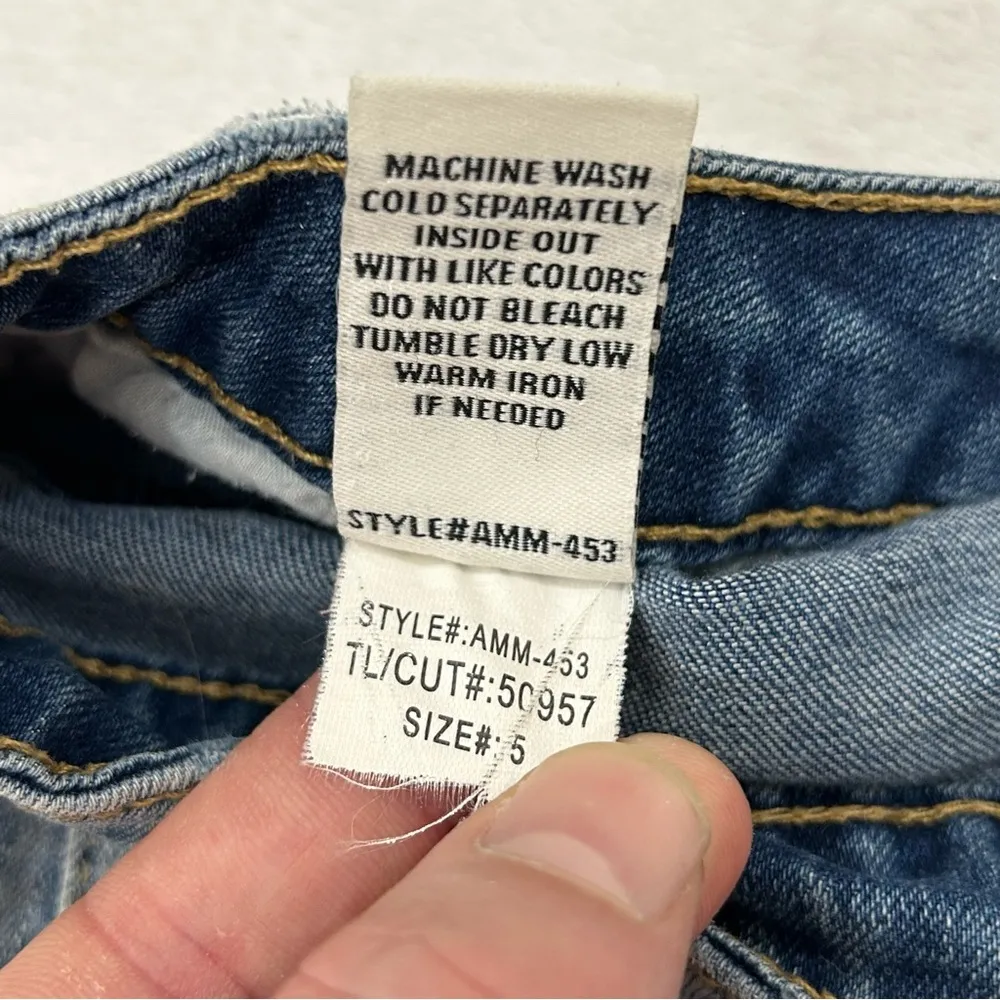 MACHINE WASH
COLD SEPARATELY
INSIDE OUT
WITH LIKE COLORS
DO NOT BLEACH
TUMBLE DRY LOW
WARM IRON
IF NEEDED
STYLE#AMM-453
STYLE#:AMM-453
TL/CUT#:50957
SIZE#:5